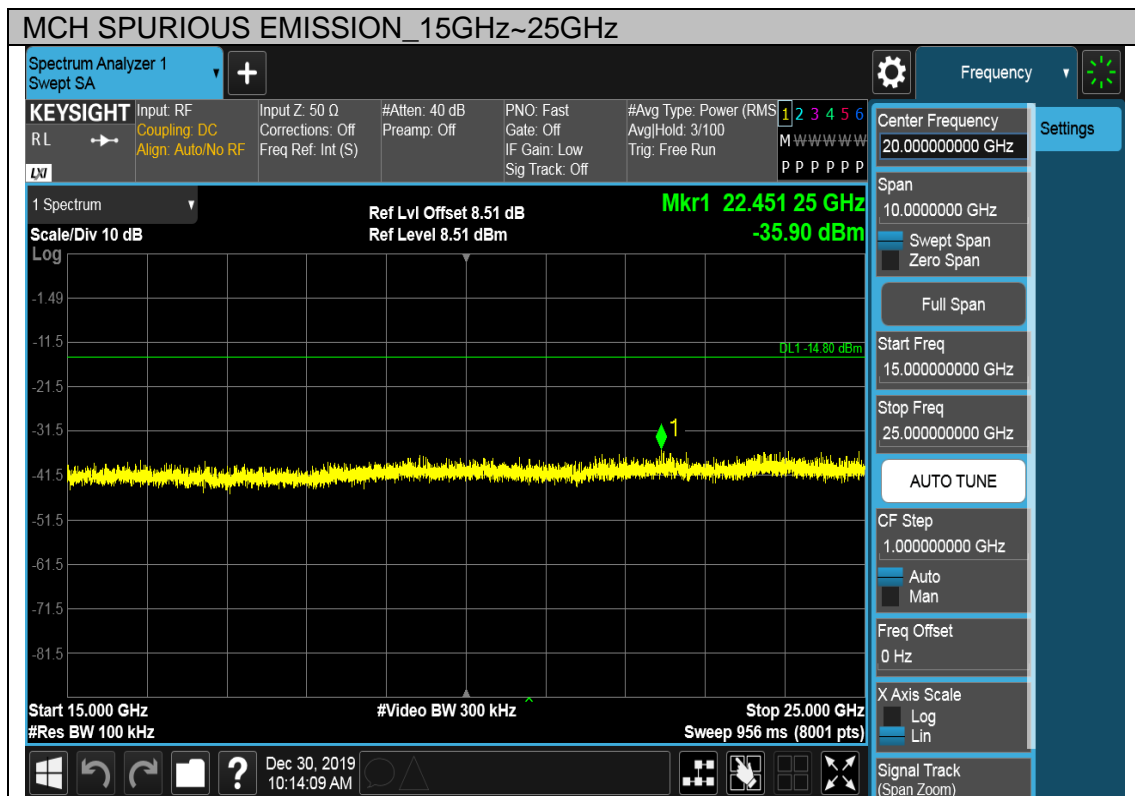 MCH SPURIOUS EMISSION_15GHz~25GHz
Spectrum Analyzer 1
Swept SA
Frequency
KEYSIGHT
R L
LXI
Input: RF
Coupling: DC
Align: Auto/No RF
Input Z: 50 Ω
Corrections: Off
Freq Ref: Int (S)
#Atten: 40 dB
Preamp: Off
PNO: Fast
Gate: Off
IF Gain: Low
Sig Track: Off
#Avg Type: Power (RMS
Avg|Hold: 3/100
Trig: Free Run
1 2 3 4 5 6
M W W W W W
P P P P P P
1 Spectrum
Scale/Div 10 dB
Log
Ref Lvl Offset 8.51 dB
Ref Level 8.51 dBm
Mkr1 22.451 25 GHz
-35.90 dBm
-1.49
-11.5
DL1 -14.80 dBm
-21.5
-31.5
1
-41.5
-51.5
-61.5
-71.5
-81.5
Start 15.000 GHz
#Res BW 100 kHz
#Video BW 300 kHz
Stop 25.000 GHz
Sweep 956 ms (8001 pts)
Dec 30, 2019
10:14:09 AM
Center Frequency
20.000000000 GHz
Settings
Span
10.0000000 GHz
Swept Span
Zero Span
Full Span
Start Freq
15.000000000 GHz
Stop Freq
25.000000000 GHz
AUTO TUNE
CF Step
1.000000000 GHz
Auto
Man
Freq Offset
0 Hz
X Axis Scale
Log
Lin
Signal Track
(Span Zoom)